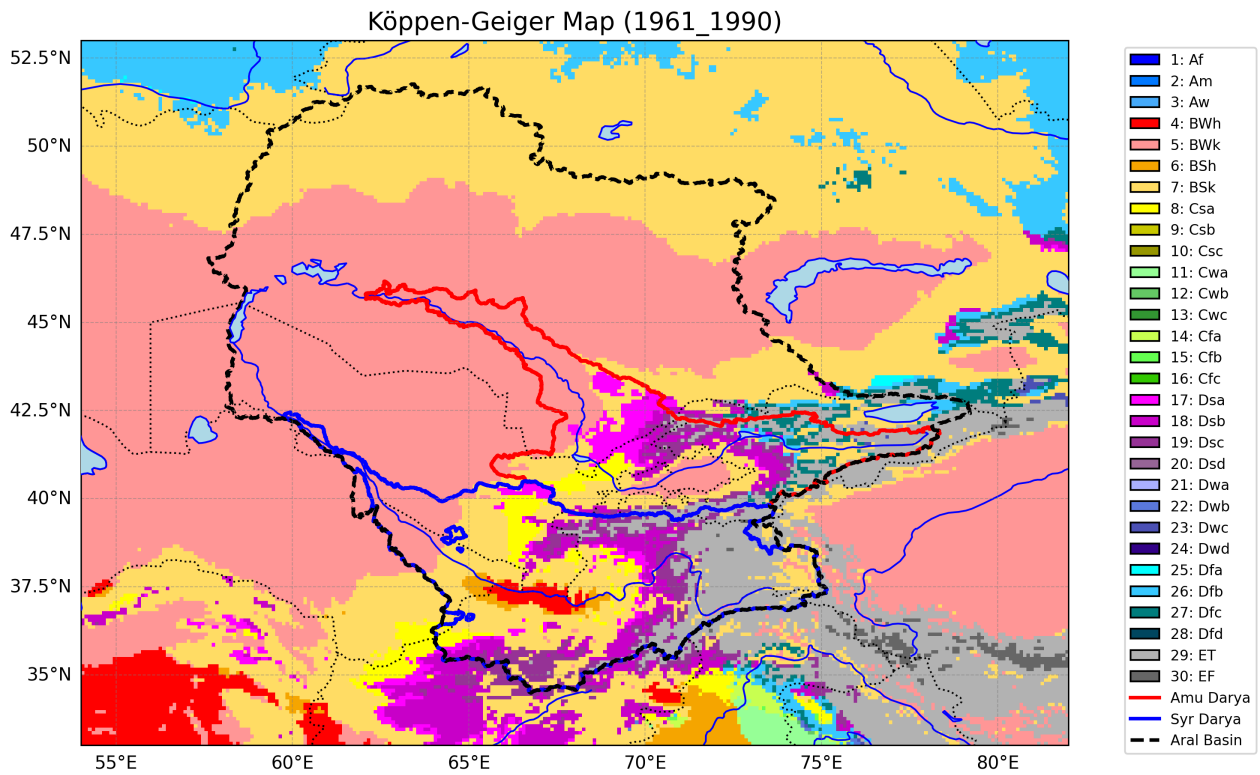 Köppen-Geiger Map (1961_1990)
52.5°N
50°N
47.5°N
45°N
42.5°N
40°N
37.5°N
35°N
55°E
60°E
65°E
70°E
75°E
80°E
1: Af
2: Am
3: Aw
4: BWh
5: BWk
6: BSh
7: BSk
8: Csa
9: Csb
10: Csc
11: Cwa
12: Cwb
13: Cwc
14: Cfa
15: Cfb
16: Cfc
17: Dsa
18: Dsb
19: Dsc
20: Dsd
21: Dwa
22: Dwb
23: Dwc
24: Dwd
25: Dfa
26: Dfb
27: Dfc
28: Dfd
29: ET
30: EF
Amu Darya
Syr Darya
Aral Basin